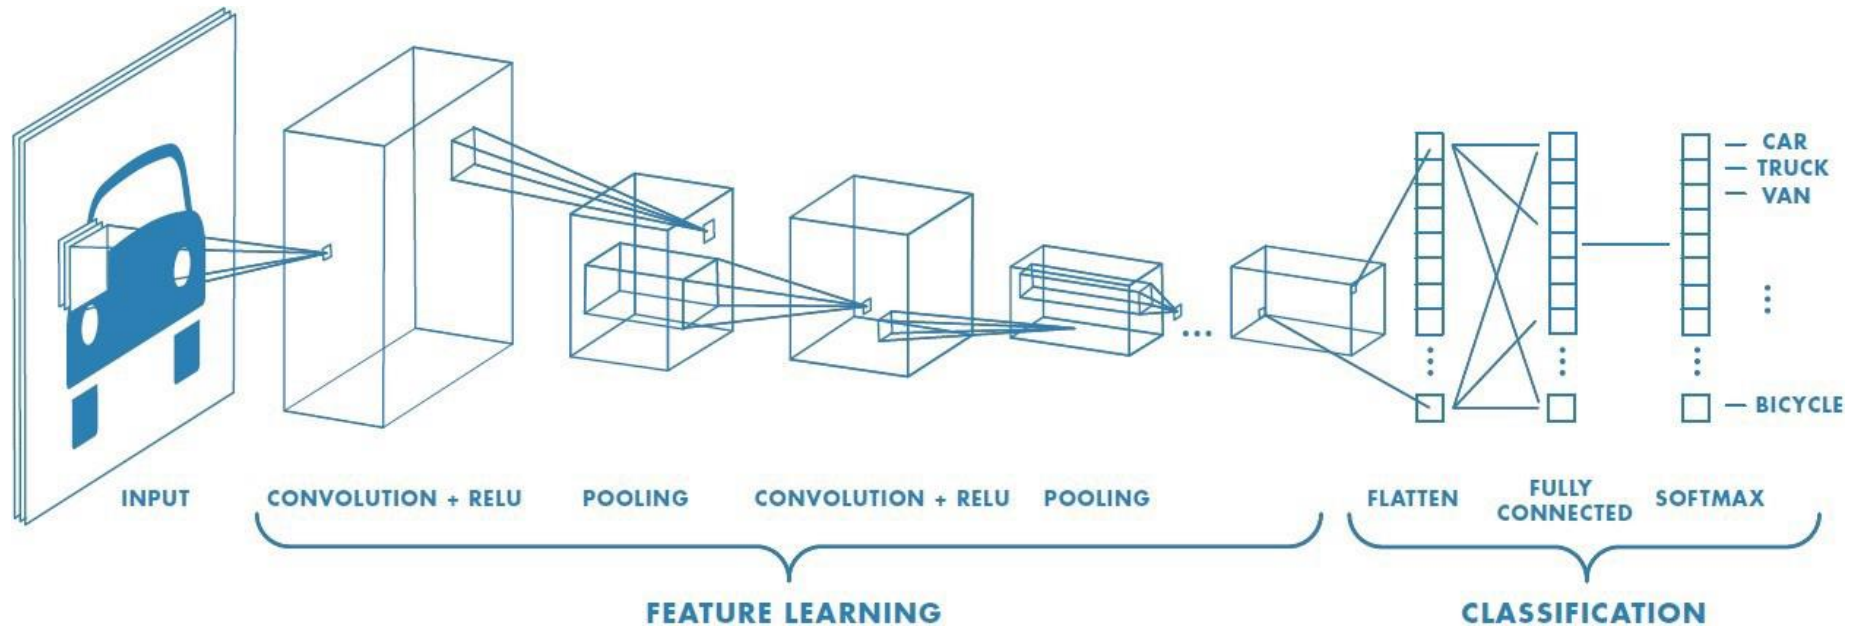 CAR
TRUCK
VAN
BICYCLE
INPUT
CONVOLUTION + RELU
POOLING
CONVOLUTION + RELU
POOLING
FLATTEN
FULLY
CONNECTED
SOFTMAX
FEATURE LEARNING
CLASSIFICATION